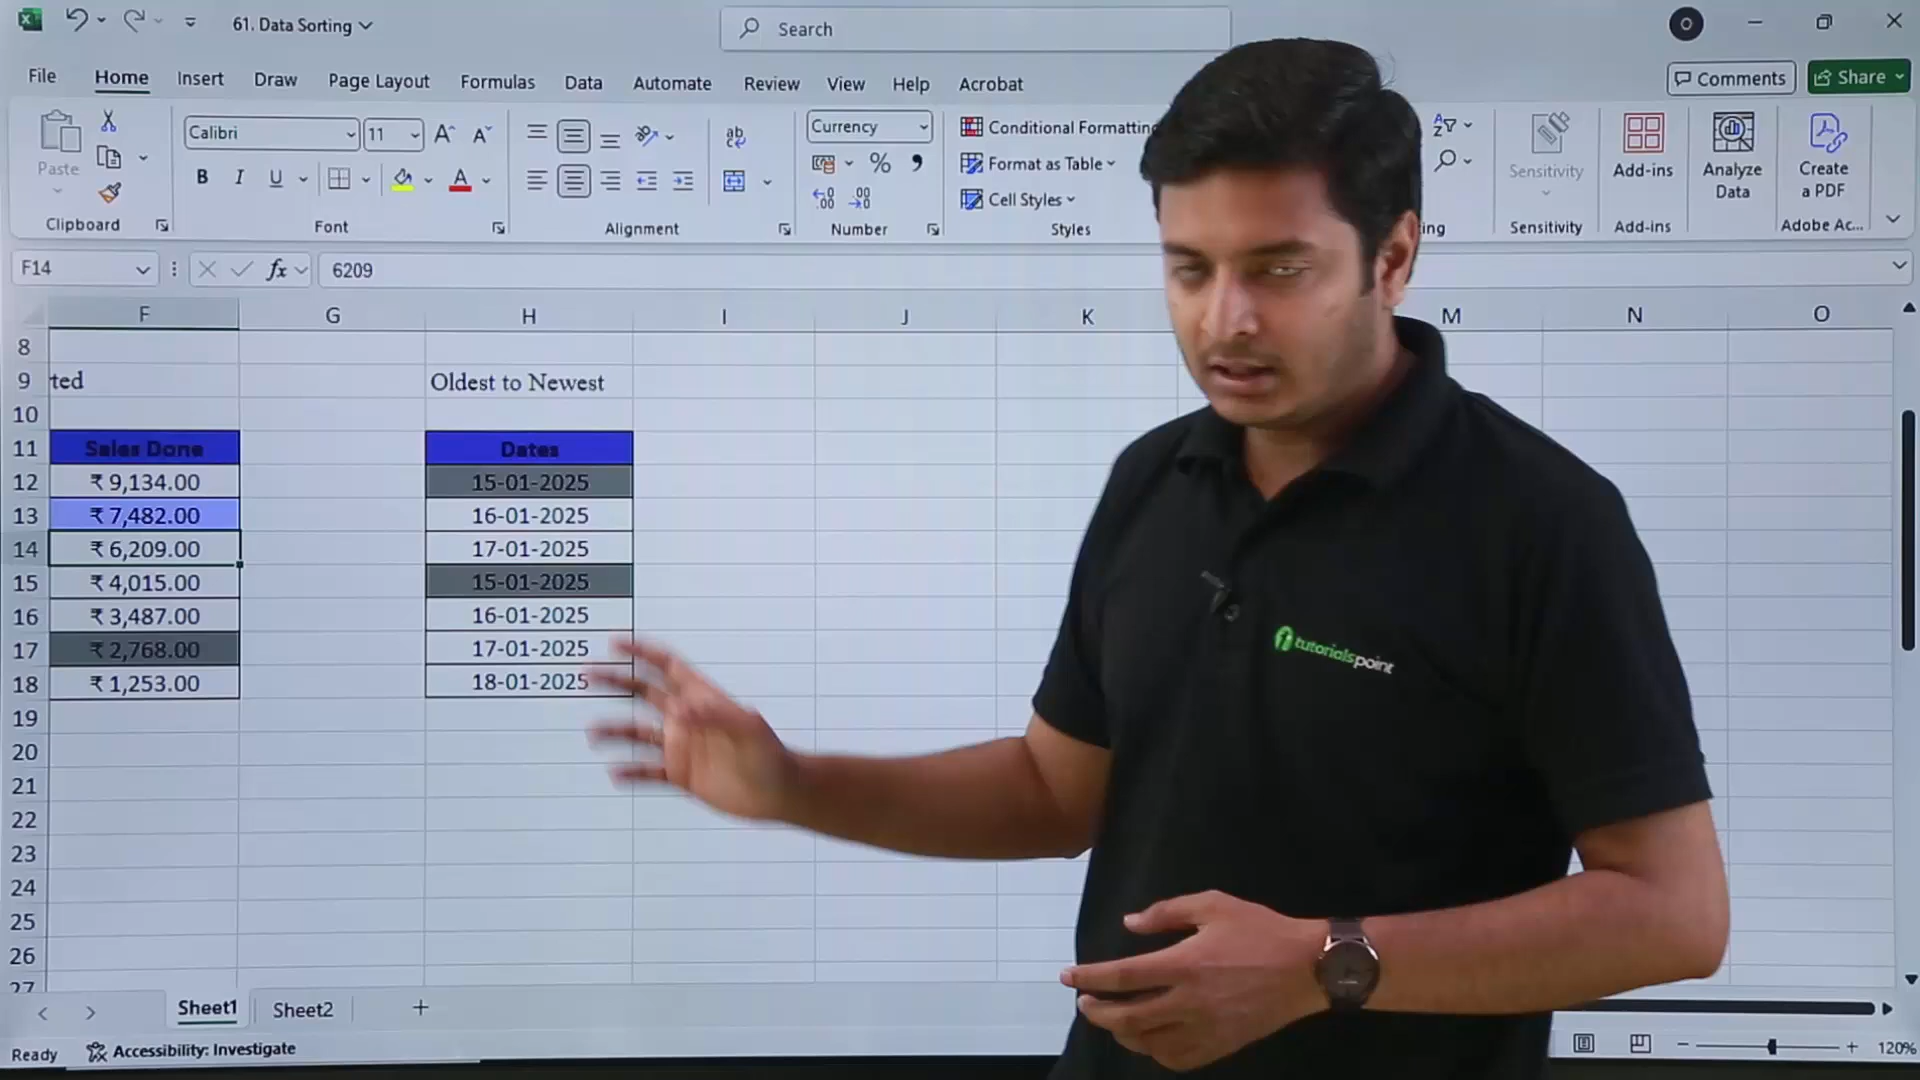 61. Data Sorting
Search
O
File
Home
Insert
Draw
Page Layout
Formulas
Data
Automate
Review
View
Help
Acrobat
Comments
Share
Paste
Calibri
11
B I U
ab
Currency
% ,
Conditional Formatting
Format as Table
Cell Styles
Sensitivity
Add-ins
Analyze
Data
Create
a PDF
Clipboard
Font
Alignment
Number
Styles
ing
Sensitivity
Add-ins
Adobe Ac...
F14
fx
6209
F G H I J K M N O
8
9 ted Oldest to Newest
10
11 Sales Done Dates
12 ₹ 9,134.00 15-01-2025
13 ₹ 7,482.00 16-01-2025
14 ₹ 6,209.00 17-01-2025
15 ₹ 4,015.00 15-01-2025
16 ₹ 3,487.00 16-01-2025
17 ₹ 2,768.00 17-01-2025
18 ₹ 1,253.00 18-01-2025
19
20
21
22
23
24
25
26
27
tutorialspoint
Sheet1 Sheet2
Ready Accessibility: Investigate 120%